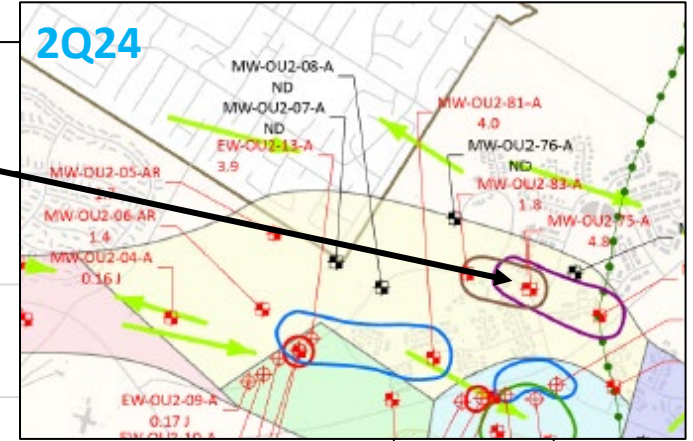 2Q24
MW-OU2-08-A
ND
MW-OU2-07-A
ND
EW-OU2-13-A
3.9
MW-OU2-81-A
4.0
MW-OU2-76-A
ND
MW-OU2-83-A
1.8
MW-OU2-75-A
4.8
MW-OU2-05-AR
MW-OU2-06-AR
1.4
MW-OU2-04-A
0.16 J
EW-OU2-09-A
0.17 J